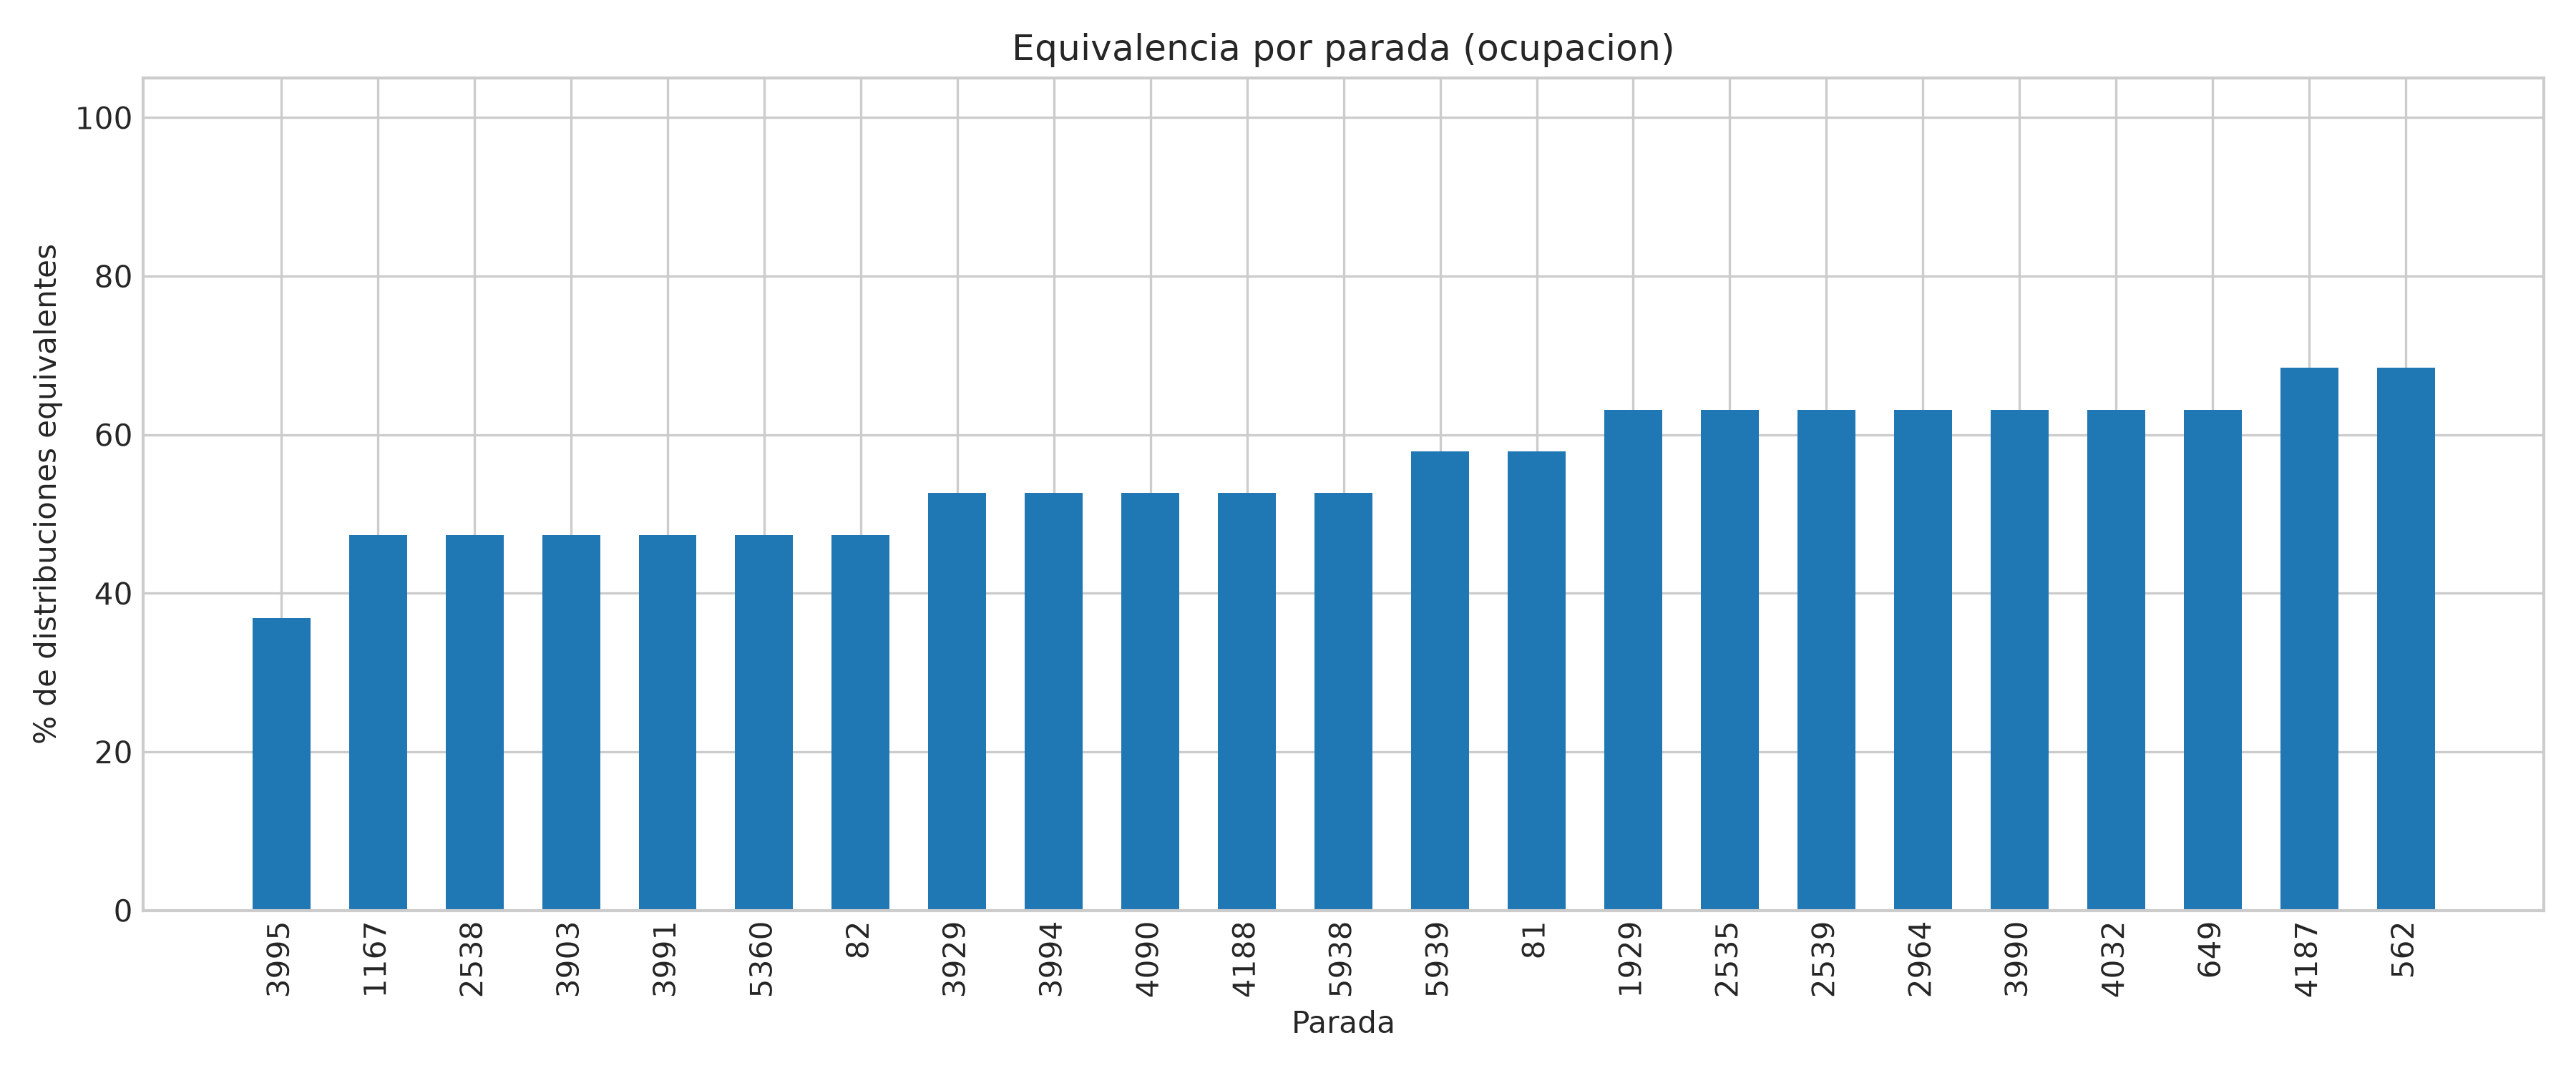 Equivalencia por parada (ocupacion)
% de distribuciones equivalentes
100
80
60
40
20
0
3995 1167 2538 3903 3991 5360 82 3929 3994 4090 4188 5938 5939 81 1929 2535 2539 2964 3990 4032 649 4187 562
Parada